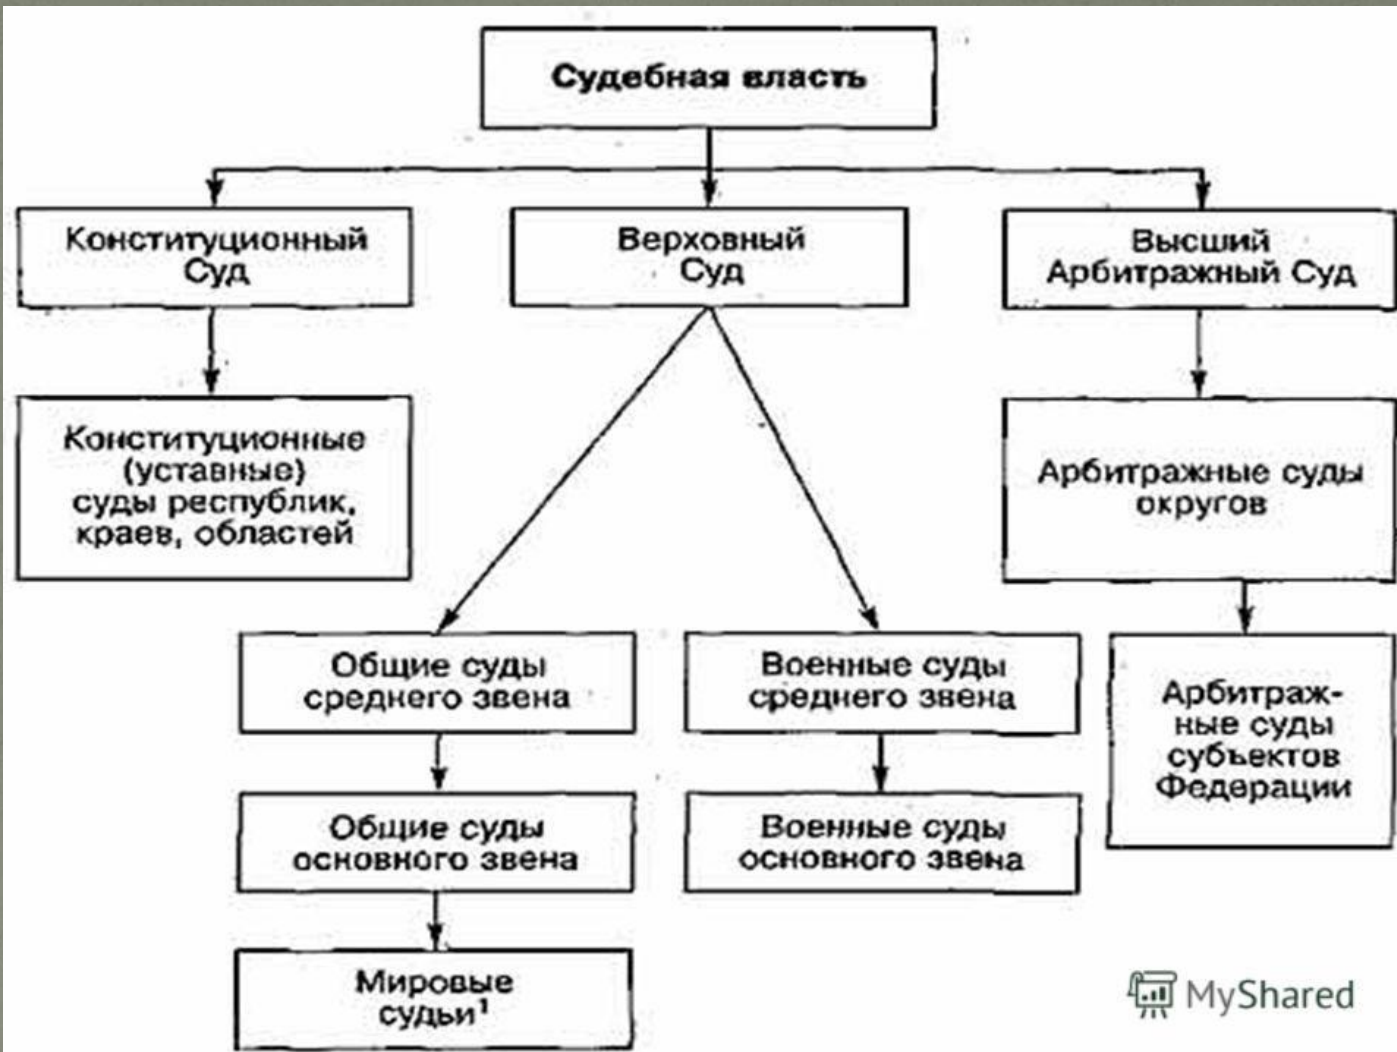 Судебная власть
Конституционный
Суд
Верховный
Суд
Высший
Арбитражный Суд
Конституционные
(уставные)
суды республик,
краев, областей
Арбитражные суды
округов
Общие суды
среднего звена
Военные суды
среднего звена
Арбитраж-
ные суды
субъектов
Федерации
Общие суды
основного звена
Военные суды
основного звена
Мировые
судьи¹
MyShared